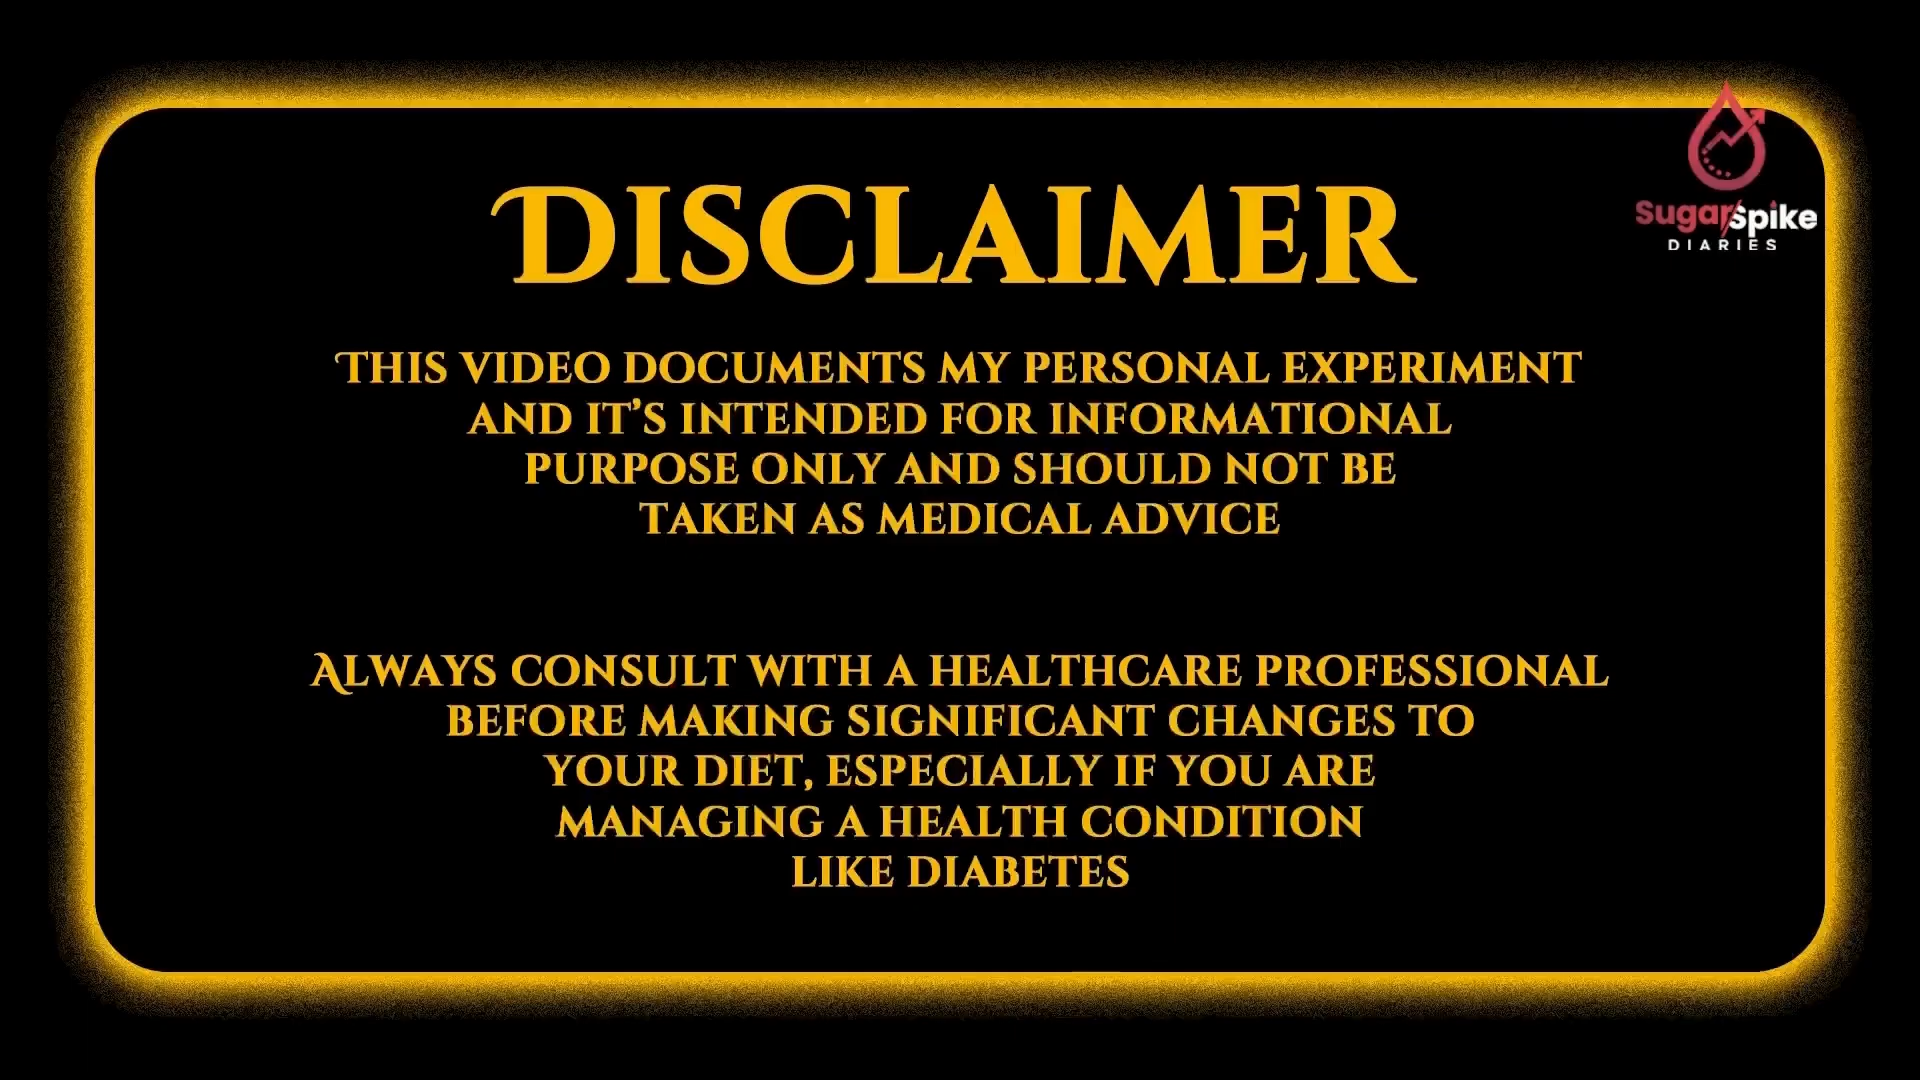 DISCLAIMER
Sugar Spike
DIARIES
THIS VIDEO DOCUMENTS MY PERSONAL EXPERIMENT
AND IT'S INTENDED FOR INFORMATIONAL
PURPOSE ONLY AND SHOULD NOT BE
TAKEN AS MEDICAL ADVICE
ALWAYS CONSULT WITH A HEALTHCARE PROFESSIONAL
BEFORE MAKING SIGNIFICANT CHANGES TO
YOUR DIET, ESPECIALLY IF YOU ARE
MANAGING A HEALTH CONDITION
LIKE DIABETES